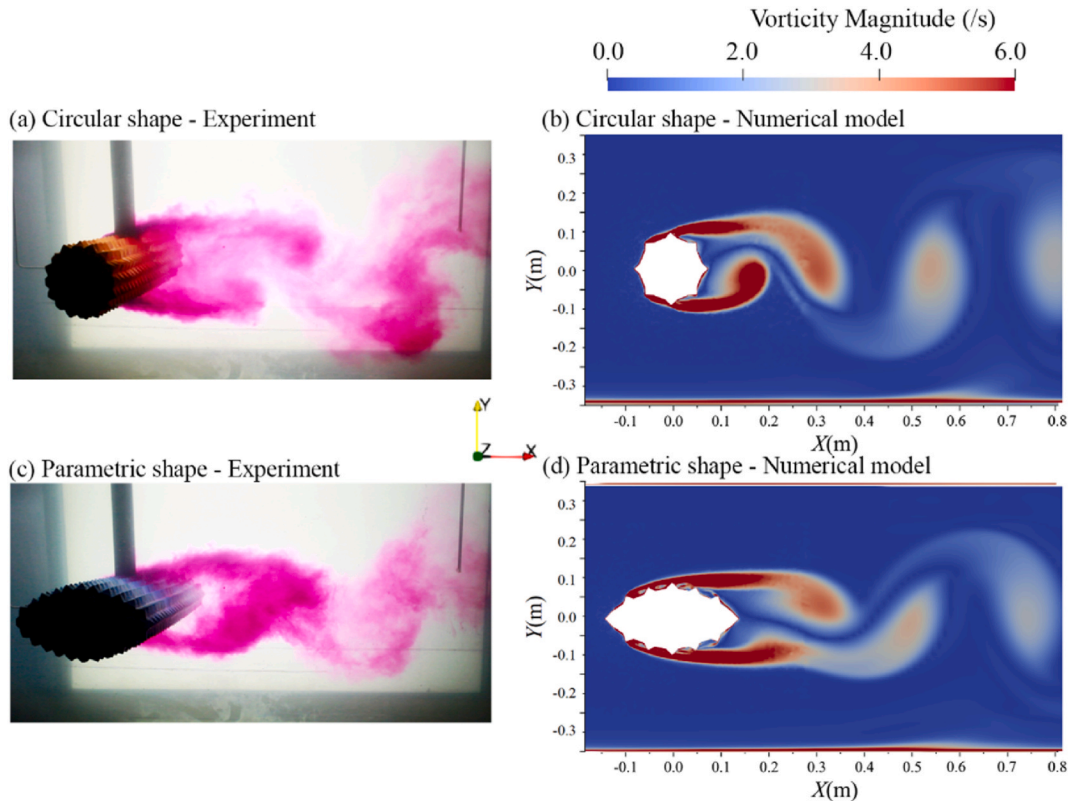 Vorticity Magnitude (/s)
0.0 2.0 4.0 6.0
(a) Circular shape - Experiment
(b) Circular shape - Numerical model
0.3
0.2
0.1
0.0
-0.1
-0.2
-0.3
Y(m)
-0.1 0.0 0.1 0.2 0.3 0.4 0.5 0.6 0.7 0.8
X(m)
Y
Z X
(c) Parametric shape - Experiment
(d) Parametric shape - Numerical model
0.3
0.2
0.1
0.0
-0.1
-0.2
-0.3
Y(m)
-0.1 0.0 0.1 0.2 0.3 0.4 0.5 0.6 0.7 0.8
X(m)